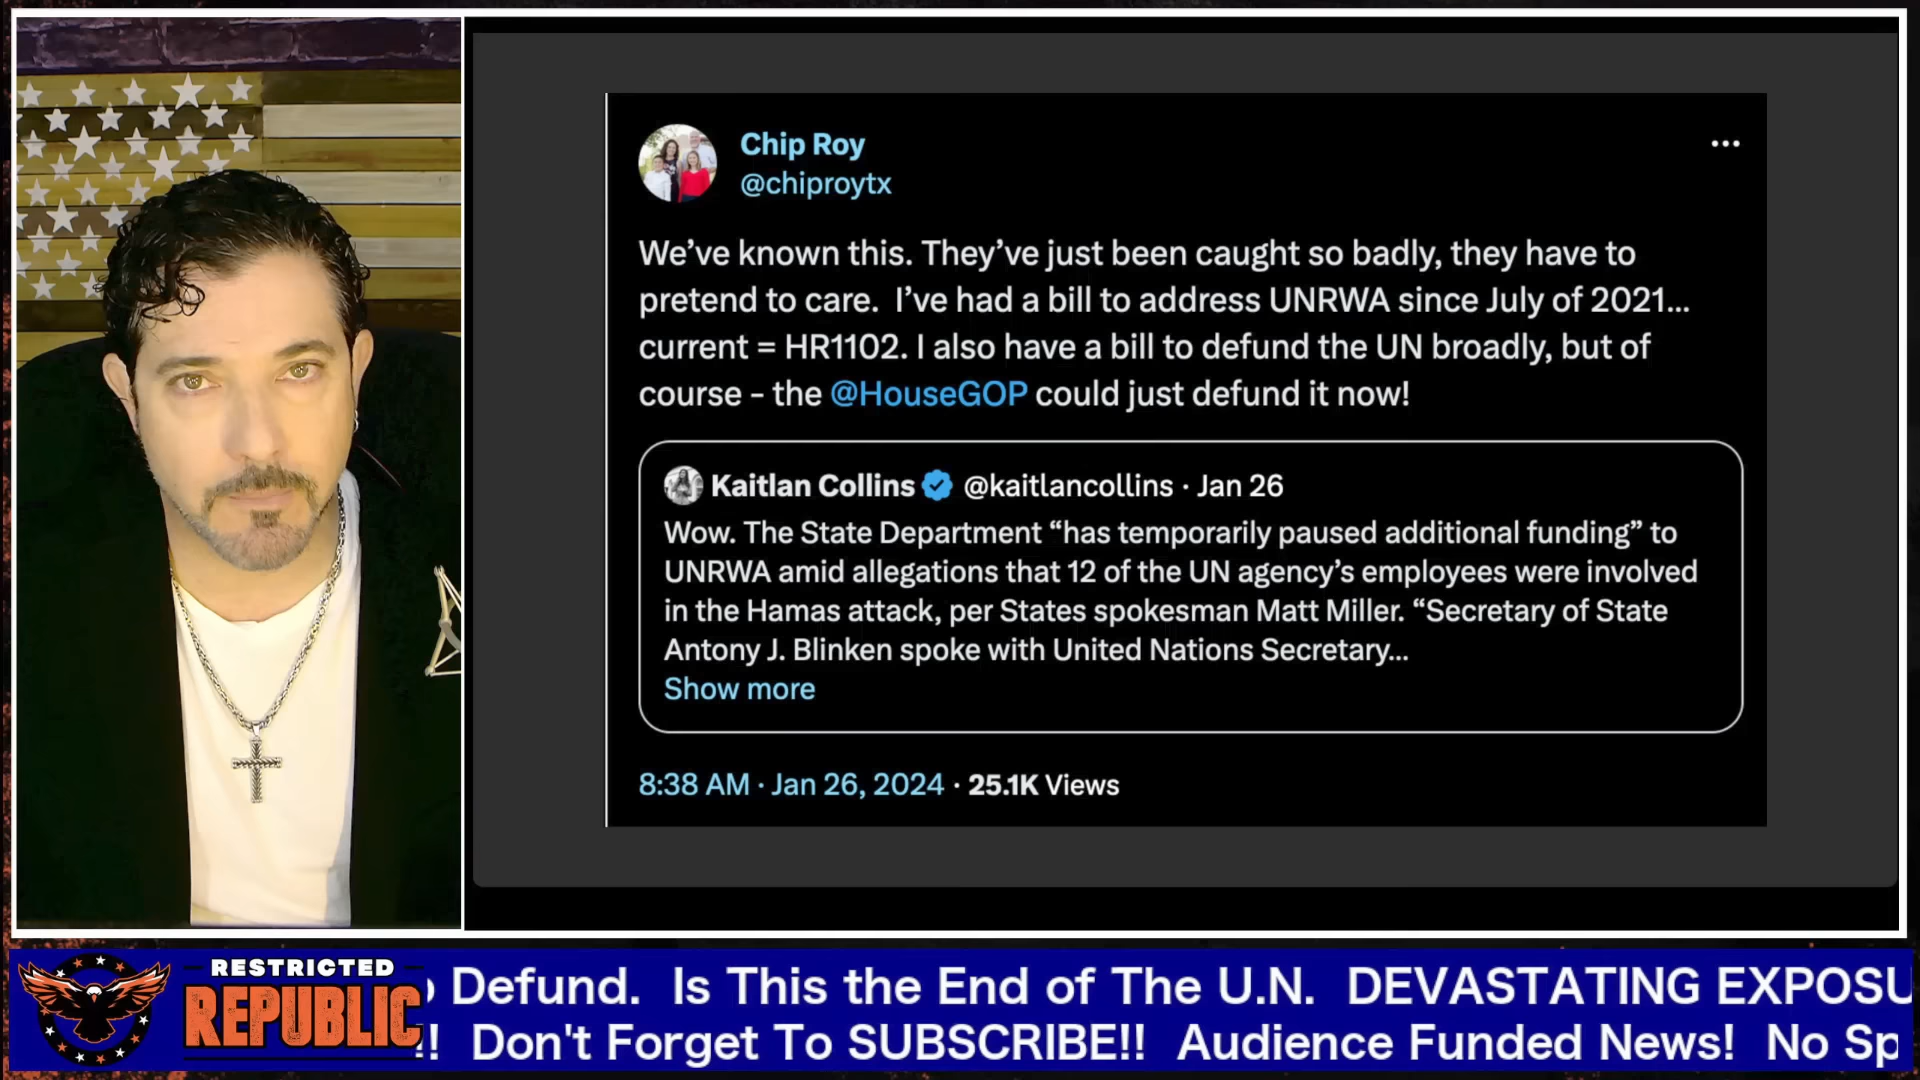 Chip Roy
@chiproytx
We’ve known this. They’ve just been caught so badly, they have to
pretend to care. I’ve had a bill to address UNRWA since July of 2021...
current = HR1102. I also have a bill to defund the UN broadly, but of
course - the @HouseGOP could just defund it now!
Kaitlan Collins @kaitlancollins · Jan 26
Wow. The State Department “has temporarily paused additional funding” to
UNRWA amid allegations that 12 of the UN agency’s employees were involved
in the Hamas attack, per States spokesman Matt Miller. “Secretary of State
Antony J. Blinken spoke with United Nations Secretary...
Show more
8:38 AM · Jan 26, 2024 · 25.1K Views
RESTRICTED
REPUBLIC
Defund. Is This the End of The U.N. DEVASTATING EXPOSU
!! Don't Forget To SUBSCRIBE!! Audience Funded News! No Sp